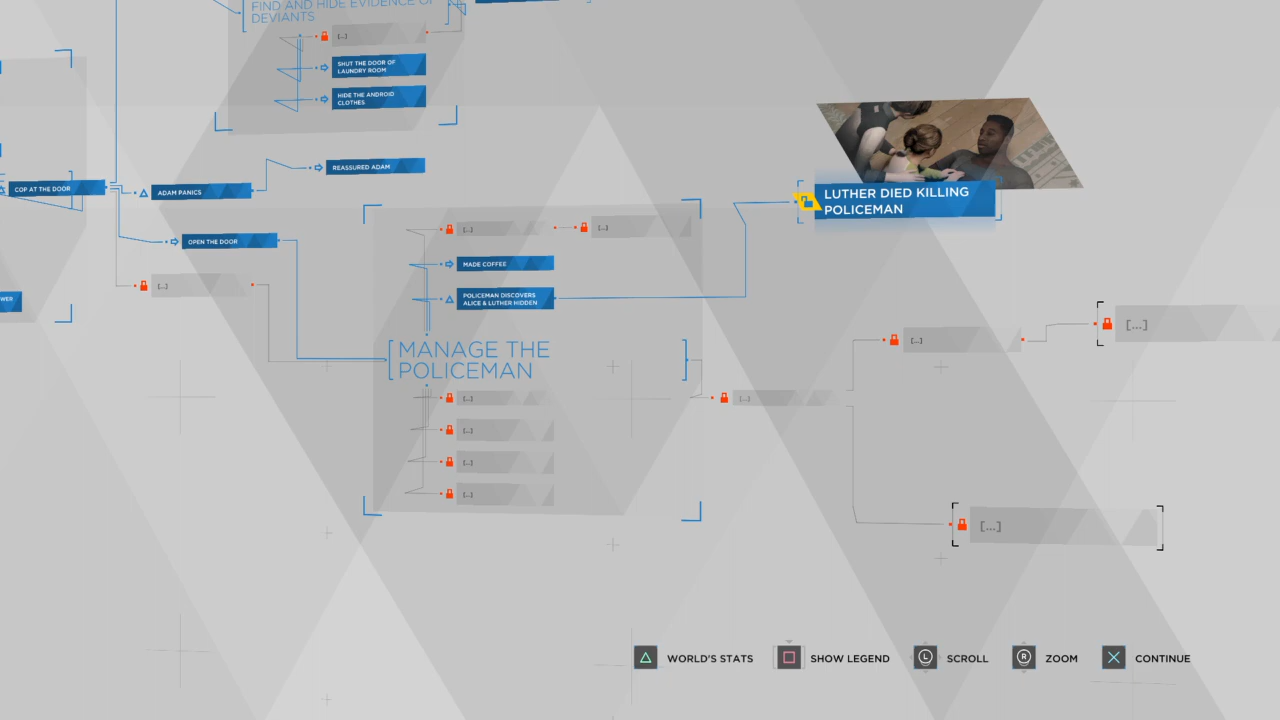 FIND AND HIDE EVIDENCE OF
DEVIANTS
[...]
SHUT THE DOOR OF
LAUNDRY ROOM
HIDE THE ANDROID
CLOTHES
COP AT THE DOOR
ADAM PANICS
REASSURED ADAM
OPEN THE DOOR
[...]
WER
[...]
[...]
MADE COFFEE
POLICEMAN DISCOVERS
ALICE & LUTHER HIDDEN
MANAGE THE
POLICEMAN
[...]
[...]
[...]
[...]
LUTHER DIED KILLING
POLICEMAN
[...]
[...]
[...]
[...]
WORLD'S STATS
SHOW LEGEND
L
SCROLL
R
ZOOM
CONTINUE